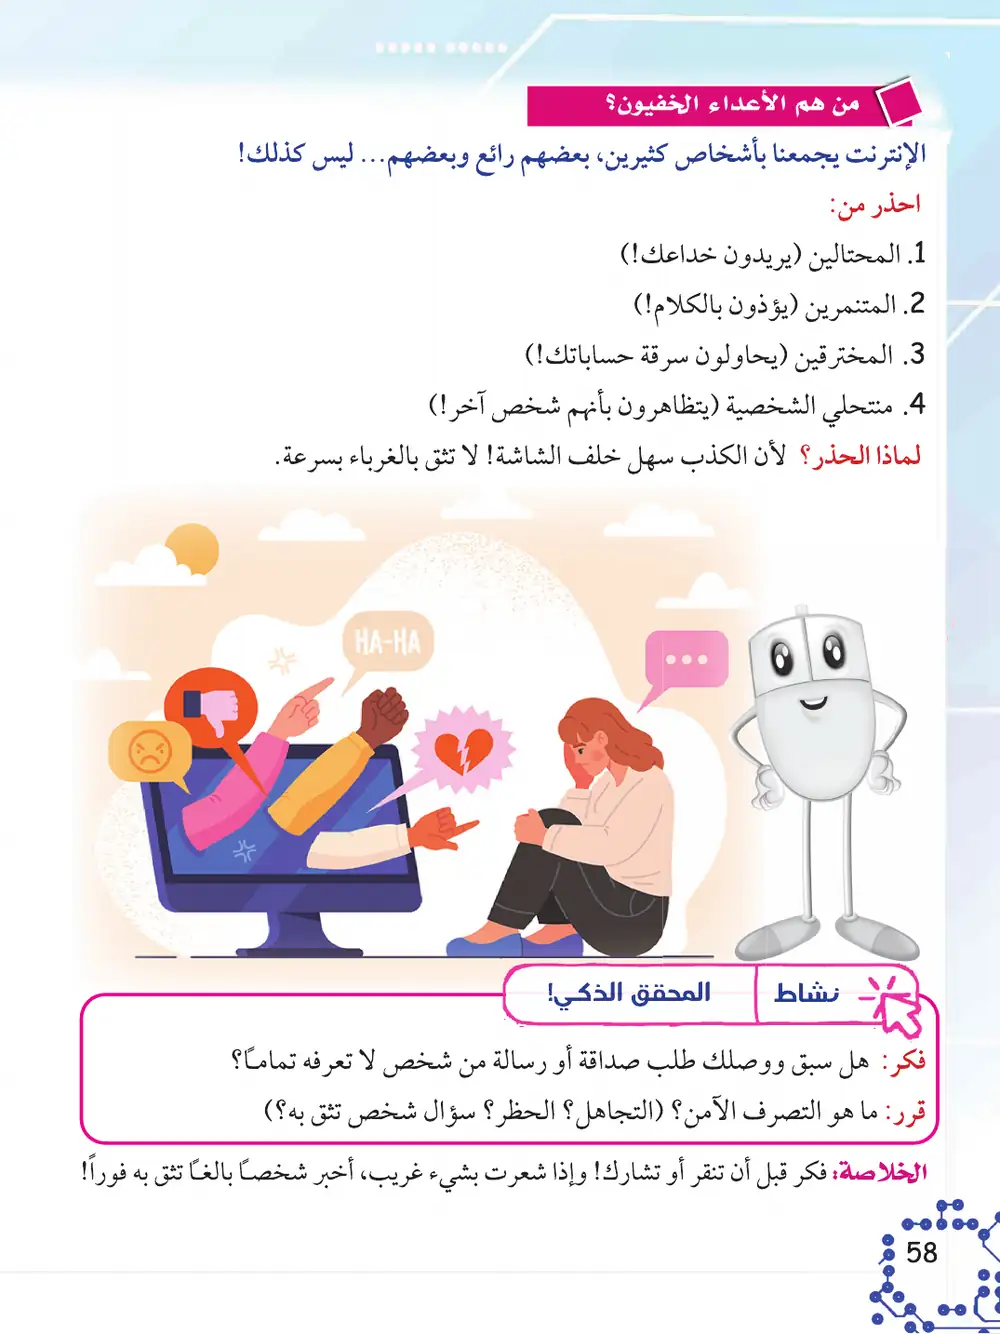 من هم الأعداء الخفيون؟
الإنترنت يجمعنا بأشخاص كثيرين، بعضهم رائع وبعضهم... ليس كذلك!
احذر من:
1. المحتالين (يريدون خداعك!)
2. المتنمرين (يؤذون بالكلام!)
3. المخترقين (يحاولون سرقة حساباتك!)
4. منتحلي الشخصية (يتظاهرون بأنهم شخص آخر!)
لماذا الحذر؟ لأن الكذب سهل خلف الشاشة! لا تثق بالغرباء بسرعة.
HA-HA
نشاط المحقق الذكي!
فكر: هل سبق ووصلك طلب صداقة أو رسالة من شخص لا تعرفه تمامـًا؟
قرر: ما هو التصرف الآمن؟ (التجاهل؟ الحظر؟ سؤال شخص تثق به؟)
الخلاصة: فكر قبل أن تنقر أو تشارك! وإذا شعرت بشيء غريب، أخبر شخصـًا بالغـًا تثق به فوراً!
58